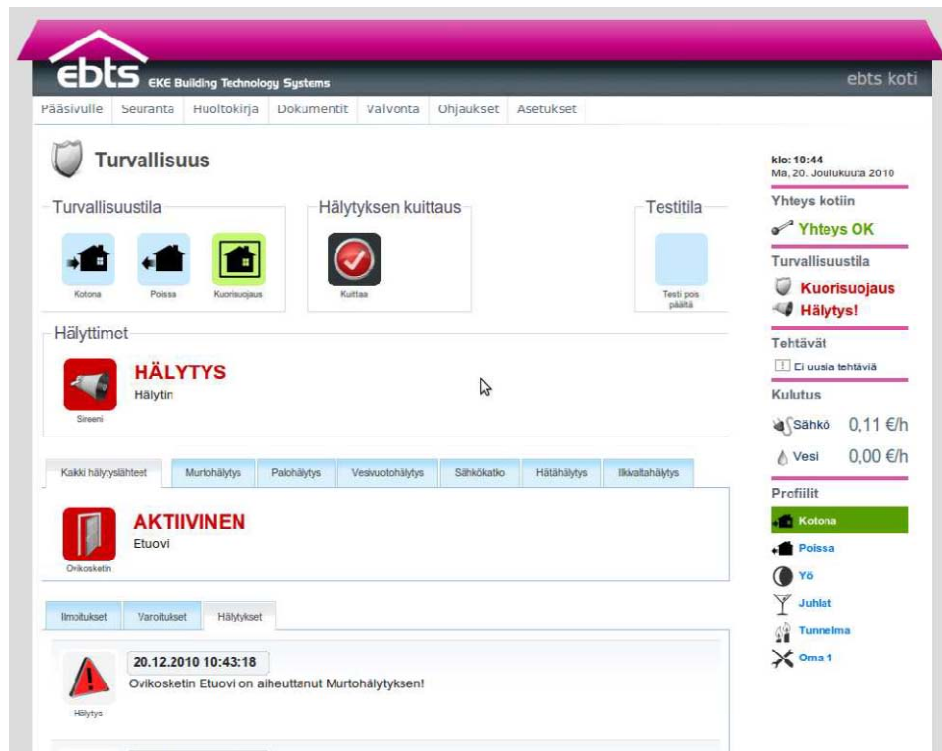 ebts EKE Building Technology Systems
ebts koti
Pääsivulle Seuranta Huoltokirja Dokumentit Valvonta Ohjaukset Asetukset
Turvallisuus
Turvallisuustila
Kotona Poissa Kuorisuojaus
Hälytyksen kuittaus
Kuittaa
Testitila
Testi pois
päältä
Hälyttimet
HÄLYTYS
Hälytin
Sireeni
Kaikki hälyyslähteet Murtohälytys Palohälytys Vesivuotohälytys Sähkökatko Hätähälytys Ilkivaltahälytys
AKTIIVINEN
Etuovi
Ovikosketin
Ilmoitukset Varoitukset Hälytykset
20.12.2010 10:43:18
Ovikosketin Etuovi on aiheuttanut Murtohälytyksen!
Hälytys
klo: 10:44
Ma, 20. Joulukuuta 2010
Yhteys kotiin
Yhteys OK
Turvallisuustila
Kuorisuojaus
Hälytys!
Tehtävät
Ei uusia tehtäviä
Kulutus
Sähkö 0,11 €/h
Vesi 0,00 €/h
Profiilit
Kotona
Poissa
Yö
Juhlat
Tunnelma
Oma 1